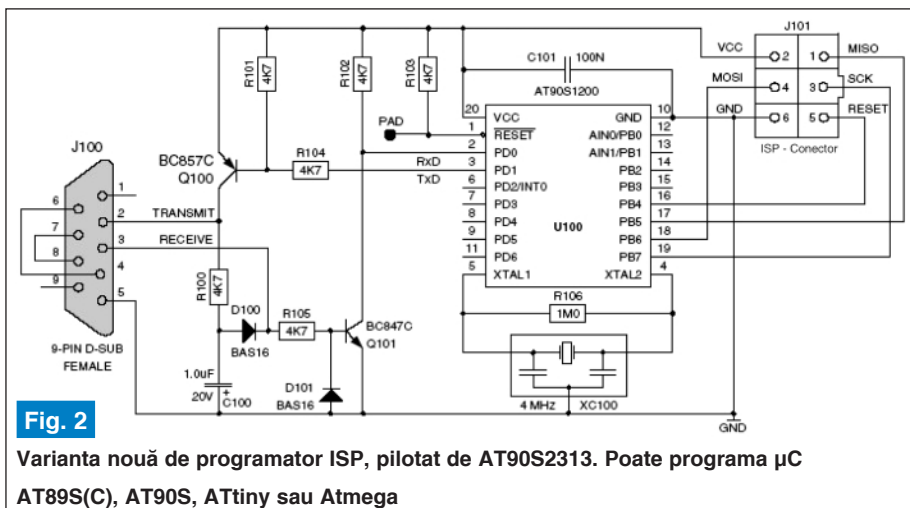 J101
VCC
2
1
MISO
MOSI
4
3
SCK
GND
6
5
RESET
ISP - Conector
R101
4K7
R102
4K7
R103
4K7
C101
100N
AT90S1200
PAD
J100
BC857C
Q100
R104
4K7
RxD
TxD
20
VCC
GND
10
1
RESET
AIN0/PB0
12
2
PD0
AIN1/PB1
13
3
PD1
PB2
14
6
PD2/INT0
PB3
15
7
PD3
PB4
16
8
PD4
U100
PB5
17
9
PD5
PB6
18
11
PD6
PB7
19
5
XTAL1
XTAL2
4
1
6
2
TRANSMIT
7
3
RECEIVE
8
4
9
5
9-PIN D-SUB
FEMALE
R100
4K7
D100
BAS16
R105
4K7
BC847C
Q101
R106
1M0
1.0uF
20V
+
C100
D101
BAS16
4 MHz
XC100
GND
Fig. 2
Varianta nouă de programator ISP, pilotat de AT90S2313. Poate programa µC
AT89S(C), AT90S, ATtiny sau Atmega